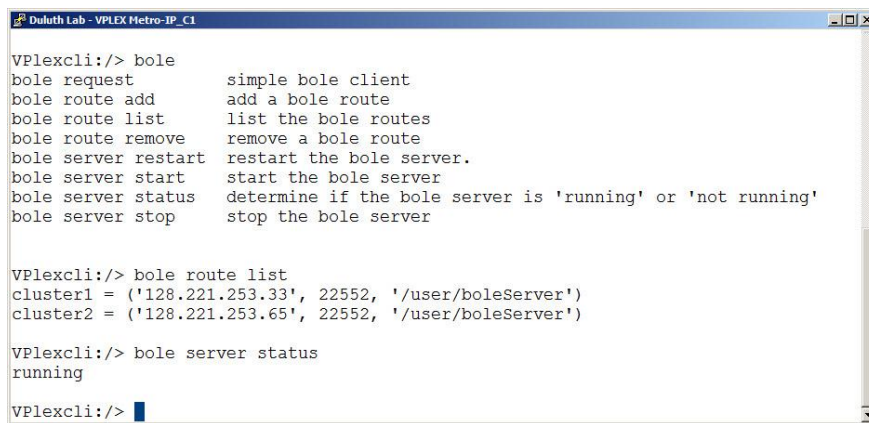 Duluth Lab - VPLEX Metro-IP_C1
VPlexcli:/> bole
bole request simple bole client
bole route add add a bole route
bole route list list the bole routes
bole route remove remove a bole route
bole server restart restart the bole server.
bole server start start the bole server
bole server status determine if the bole server is 'running' or 'not running'
bole server stop stop the bole server
VPlexcli:/> bole route list
cluster1 = ('128.221.253.33', 22552, '/user/boleServer')
cluster2 = ('128.221.253.65', 22552, '/user/boleServer')
VPlexcli:/> bole server status
running
VPlexcli:/>